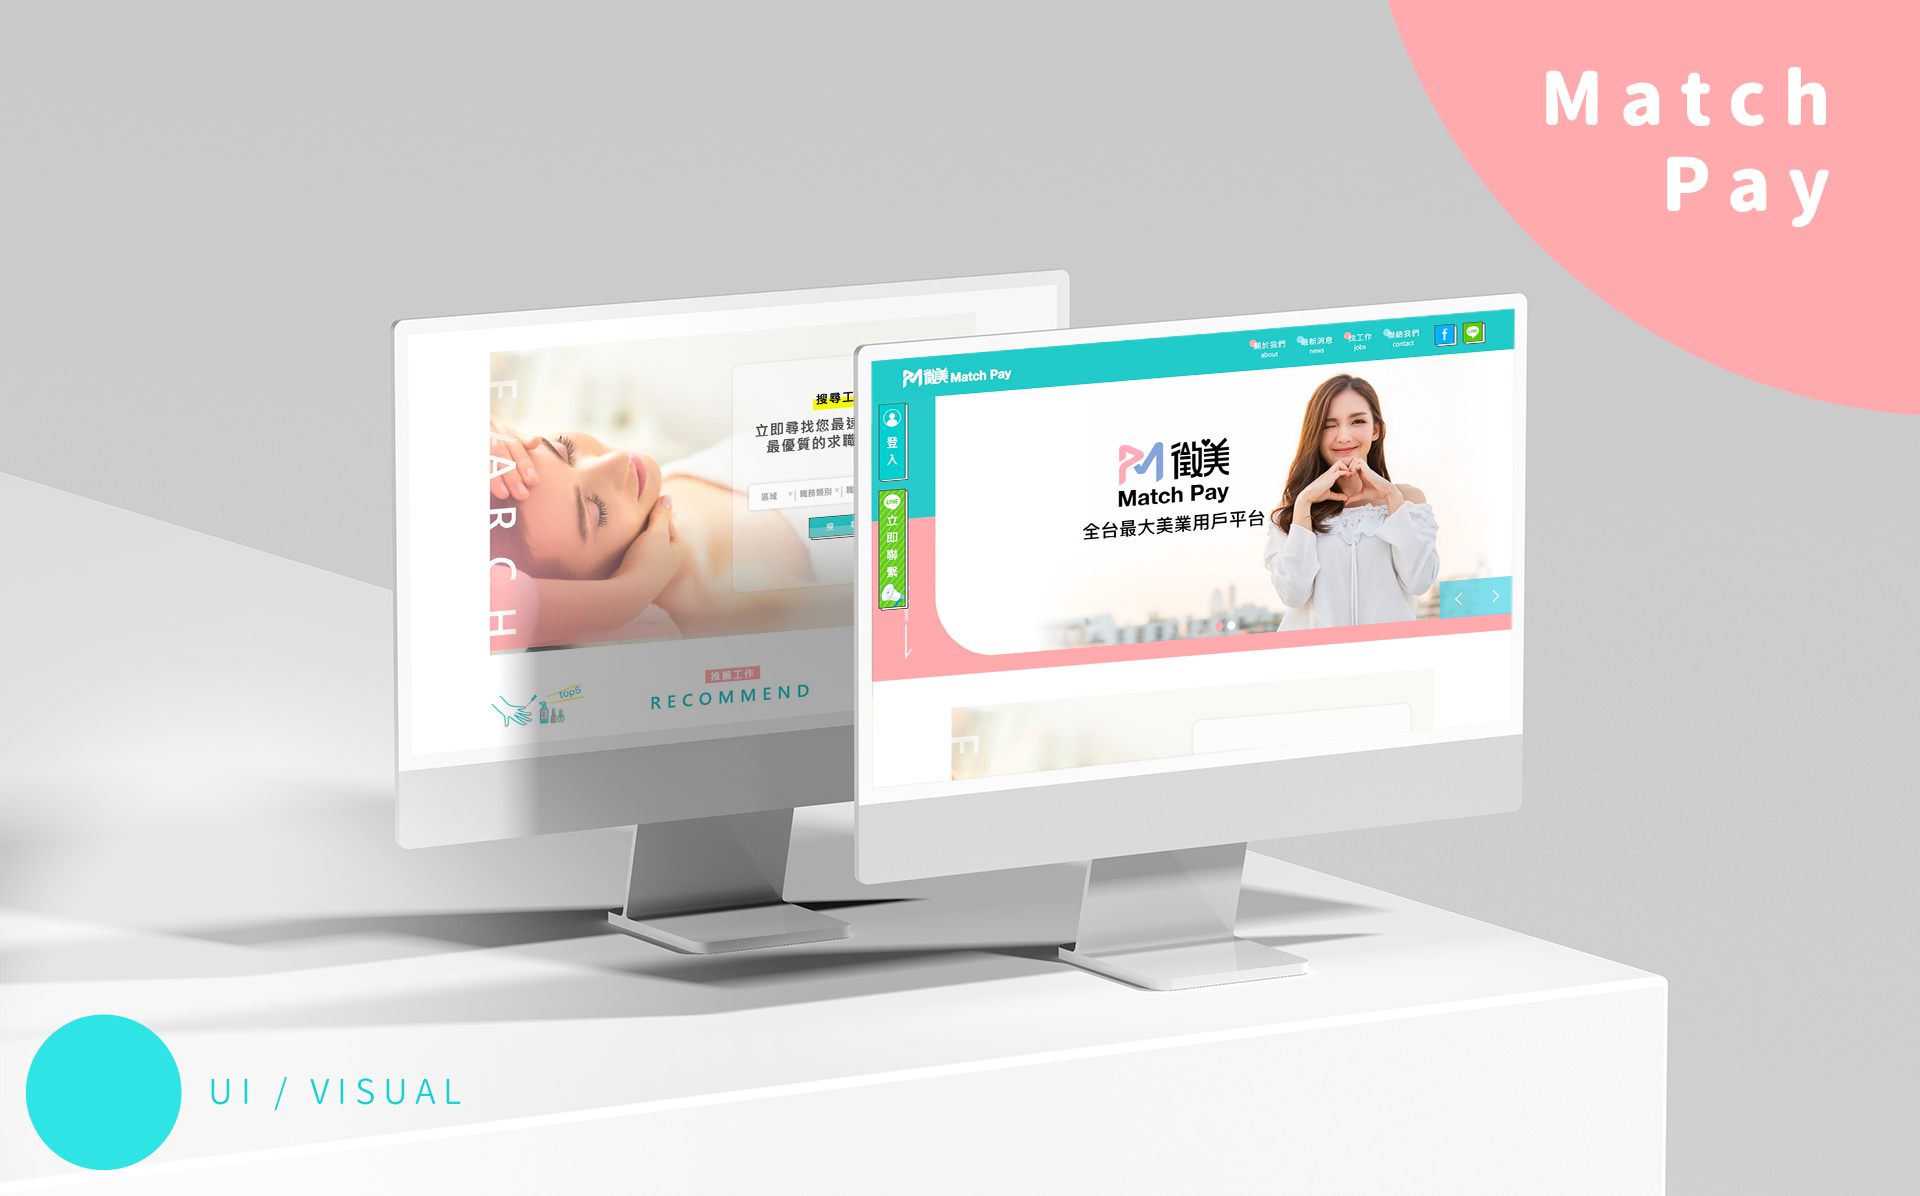 Match
Pay
SEARCH
搜尋工
立即尋找您最速
最優質的求職
區域
職務類別
職
搜
top5
推薦工作
RECOMMEND
徵美 Match Pay
關於我們
about
最新消息
news
找工作
jobs
聯絡我們
contact
f
LINE
登入
LINE
立即聯繫
徵美
Match Pay
全台最大美業用戶平台
UI / VISUAL